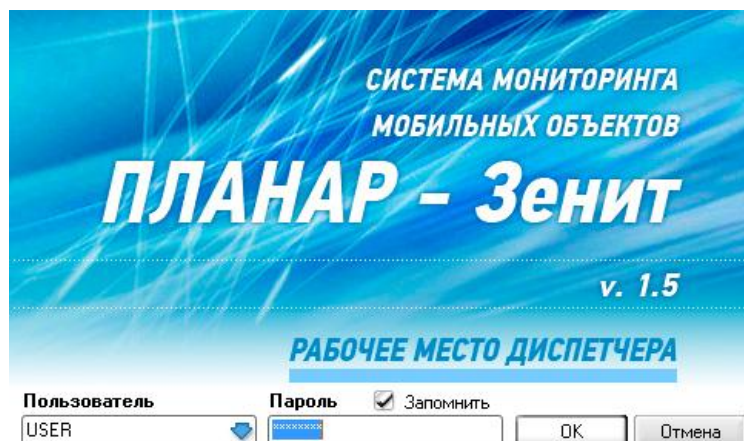 СИСТЕМА МОНИТОРИНГА
МОБИЛЬНЫХ ОБЪЕКТОВ
ПЛАНАР - Зенит
v. 1.5
РАБОЧЕЕ МЕСТО ДИСПЕТЧЕРА
Пользователь Пароль Запомнить
USER ******** OK Отмена